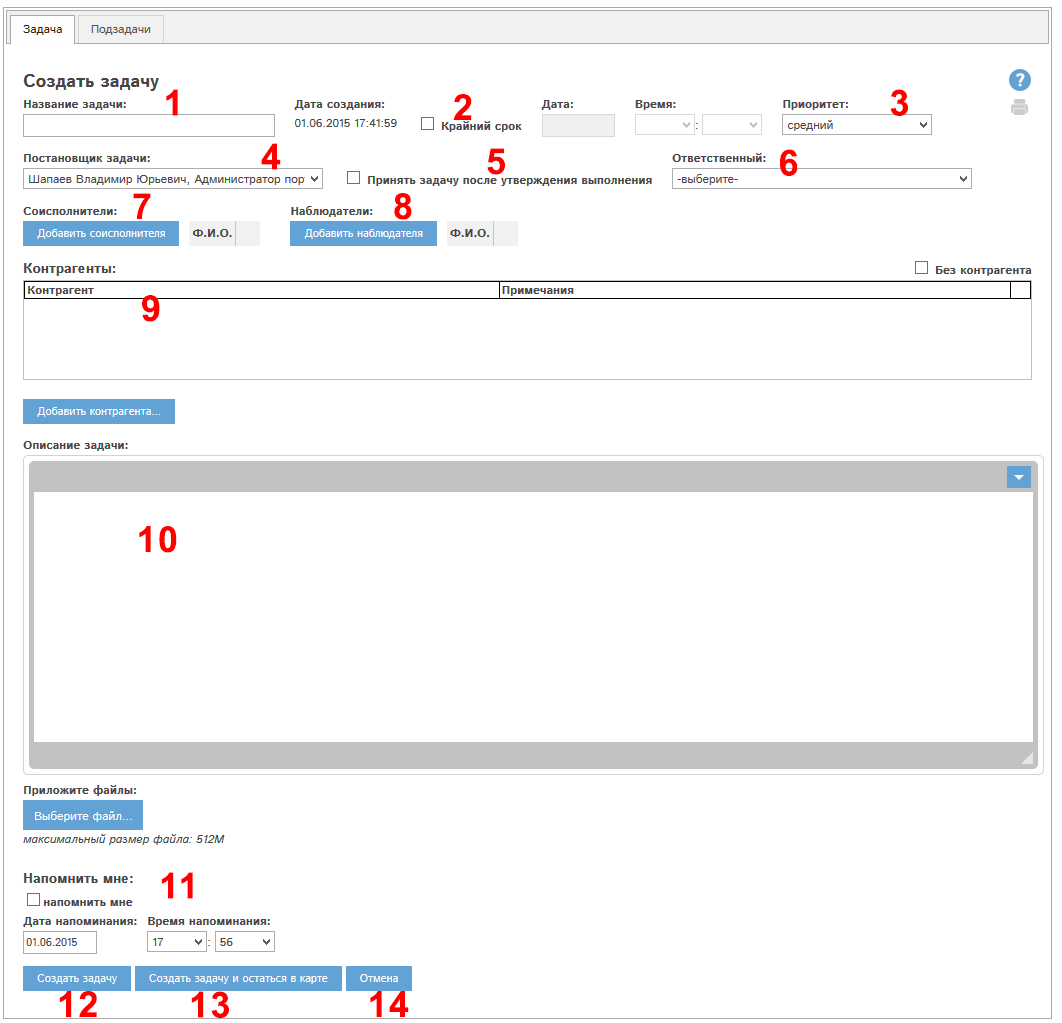 Задача Подзадачи
Создать задачу ?
Название задачи: 1 Дата создания: 2 Дата: Время: Приоритет: 3
01.06.2015 17:41:59 Крайний срок : средний
Постановщик задачи: 4 5 Ответственный: 6
Шапаев Владимир Юрьевич, Администратор пор Принять задачу после утверждения выполнения -выберите-
Соисполнители: 7 Наблюдатели: 8
Добавить соисполнителя Ф.И.О. Добавить наблюдателя Ф.И.О.
Контрагенты: Без контрагента
Контрагент Примечания
9
Добавить контрагента...
Описание задачи:
10
Приложите файлы:
Выберите файл...
максимальный размер файла: 512М
Напомнить мне: 11
напомнить мне
Дата напоминания: Время напоминания:
01.06.2015 17 : 56
Создать задачу Создать задачу и остаться в карте Отмена
12 13 14